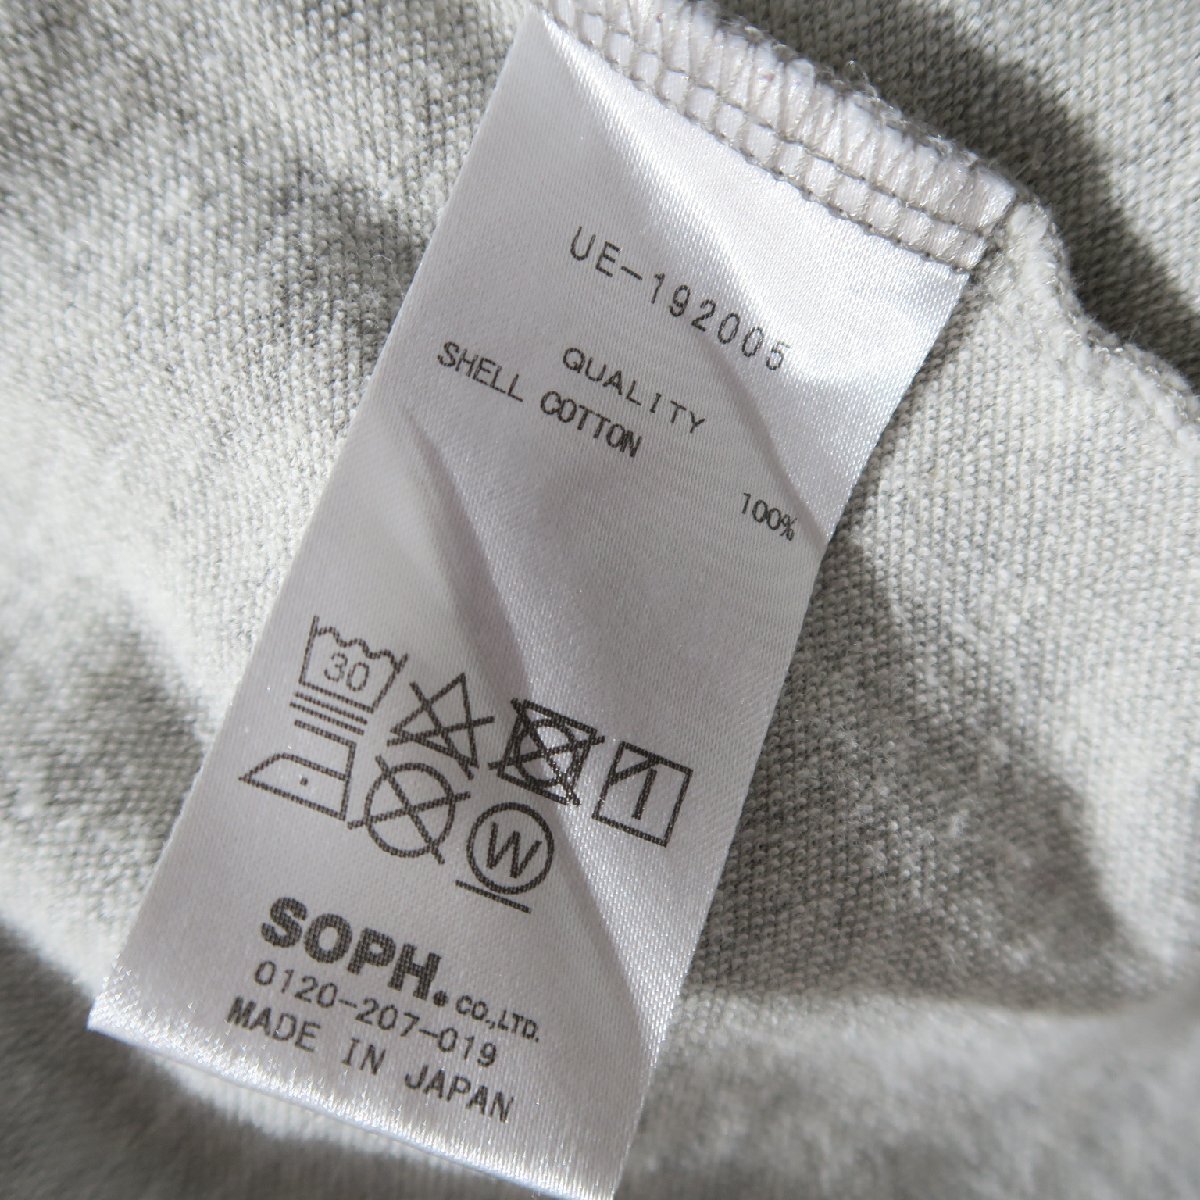 UE-192005
QUALITY
SHELL COTTON
100%
30
W
SOPH. CO.,LTD.
0120-207-019
MADE IN JAPAN